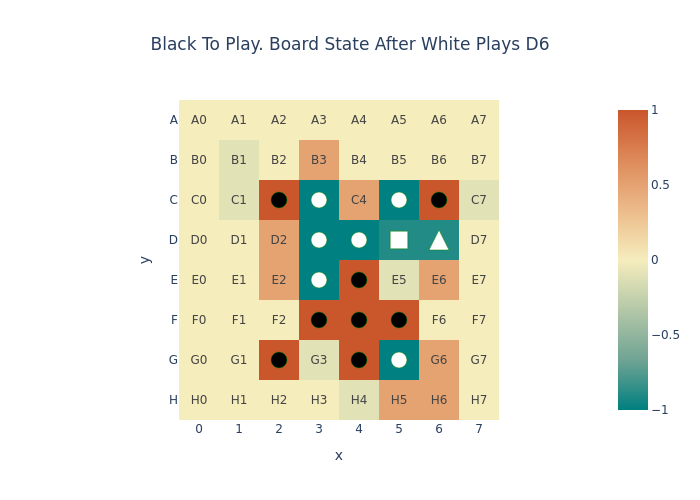 Black To Play. Board State After White Plays D6
A A0 A1 A2 A3 A4 A5 A6 A7
B B0 B1 B2 B3 B4 B5 B6 B7
C C0 C1 C4 C7
D D0 D1 D2 D7
E E0 E1 E2 E5 E6 E7
F F0 F1 F2 F6 F7
G G0 G1 G3 G6 G7
H H0 H1 H2 H3 H4 H5 H6 H7
0 1 2 3 4 5 6 7
x
y
1
0.5
0
−0.5
−1